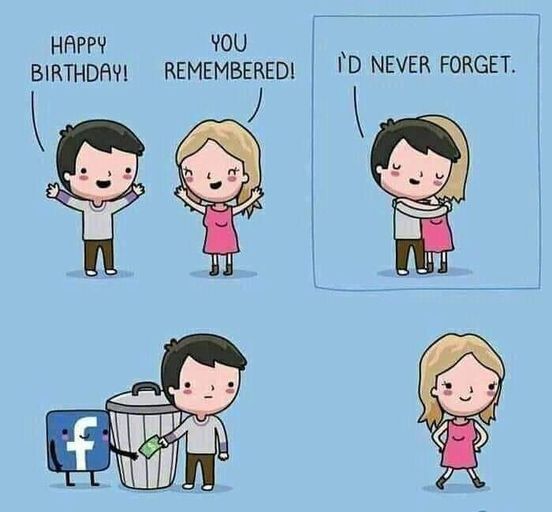 HAPPY
BIRTHDAY!
YOU
REMEMBERED!
I'D NEVER FORGET.
f